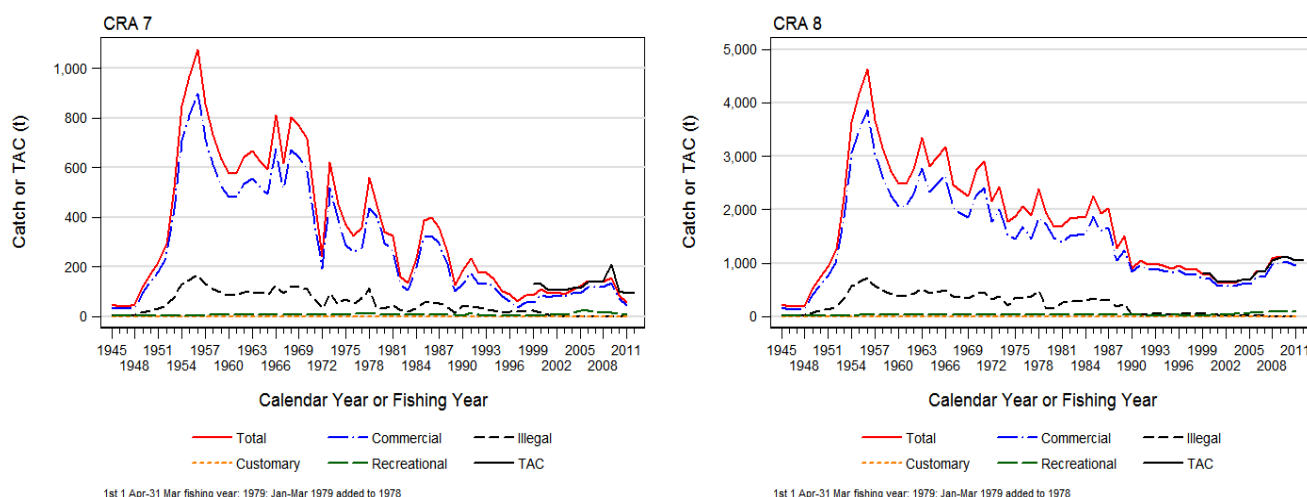 CRA 7
1,000
800
600
400
200
0
Catch or TAC (t)
1945 1951 1957 1963 1969 1975 1981 1987 1993 1999 2005 2011
1948 1954 1960 1966 1972 1978 1984 1990 1996 2002 2008
Calendar Year or Fishing Year
Total Commercial Illegal
Customary Recreational TAC
1st 1 Apr-31 Mar fishing year: 1979; Jan-Mar 1979 added to 1978
CRA 8
5,000
4,000
3,000
2,000
1,000
0
Catch or TAC (t)
1945 1951 1957 1963 1969 1975 1981 1987 1993 1999 2005 2011
1948 1954 1960 1966 1972 1978 1984 1990 1996 2002 2008
Calendar Year or Fishing Year
Total Commercial Illegal
Customary Recreational TAC
1st 1 Apr-31 Mar fishing year: 1979; Jan-Mar 1979 added to 1978